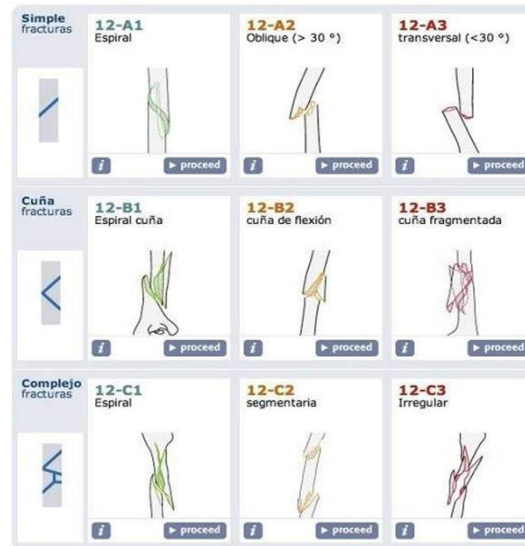 Simple
fracturas
12-A1
Espiral
12-A2
Oblique (> 30 °)
12-A3
transversal (<30°)
i
► proceed
i
► proceed
i
► proceed
Cuña
fracturas
12-B1
Espiral cuña
12-B2
cuña de flexión
12-B3
cuña fragmentada
i
► proceed
i
► proceed
i
► proceed
Complejo
fracturas
12-C1
Espiral
12-C2
segmentaria
12-C3
Irregular
i
► proceed
i
► proceed
i
► proceed